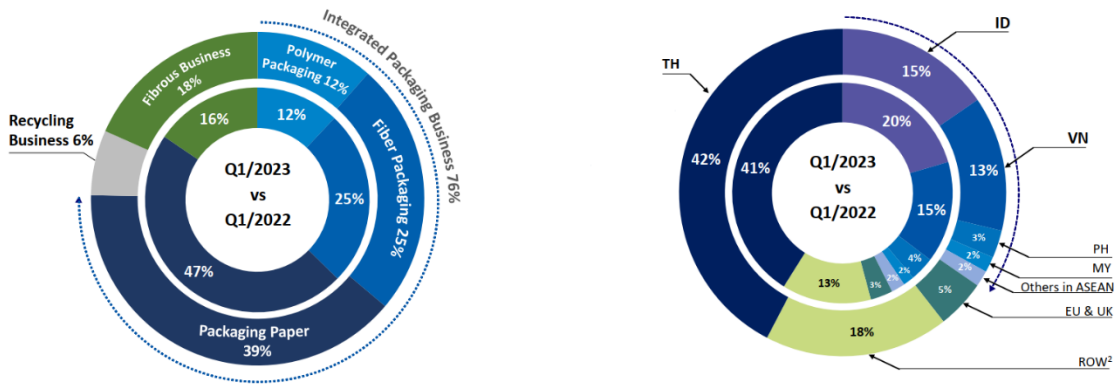 Integrated Packaging Business 76%
Polymer
Packaging 12%
Fiber Packaging 25%
Packaging Paper
39%
Recycling
Business 6%
Fibrous Business
18%
12%
25%
47%
16%
Q1/2023
vs
Q1/2022
ID
15%
VN
13%
PH
3%
MY
2%
Others in ASEAN
2%
EU & UK
5%
ROW²
18%
TH
42%
20%
15%
4%
2%
2%
3%
13%
41%
Q1/2023
vs
Q1/2022